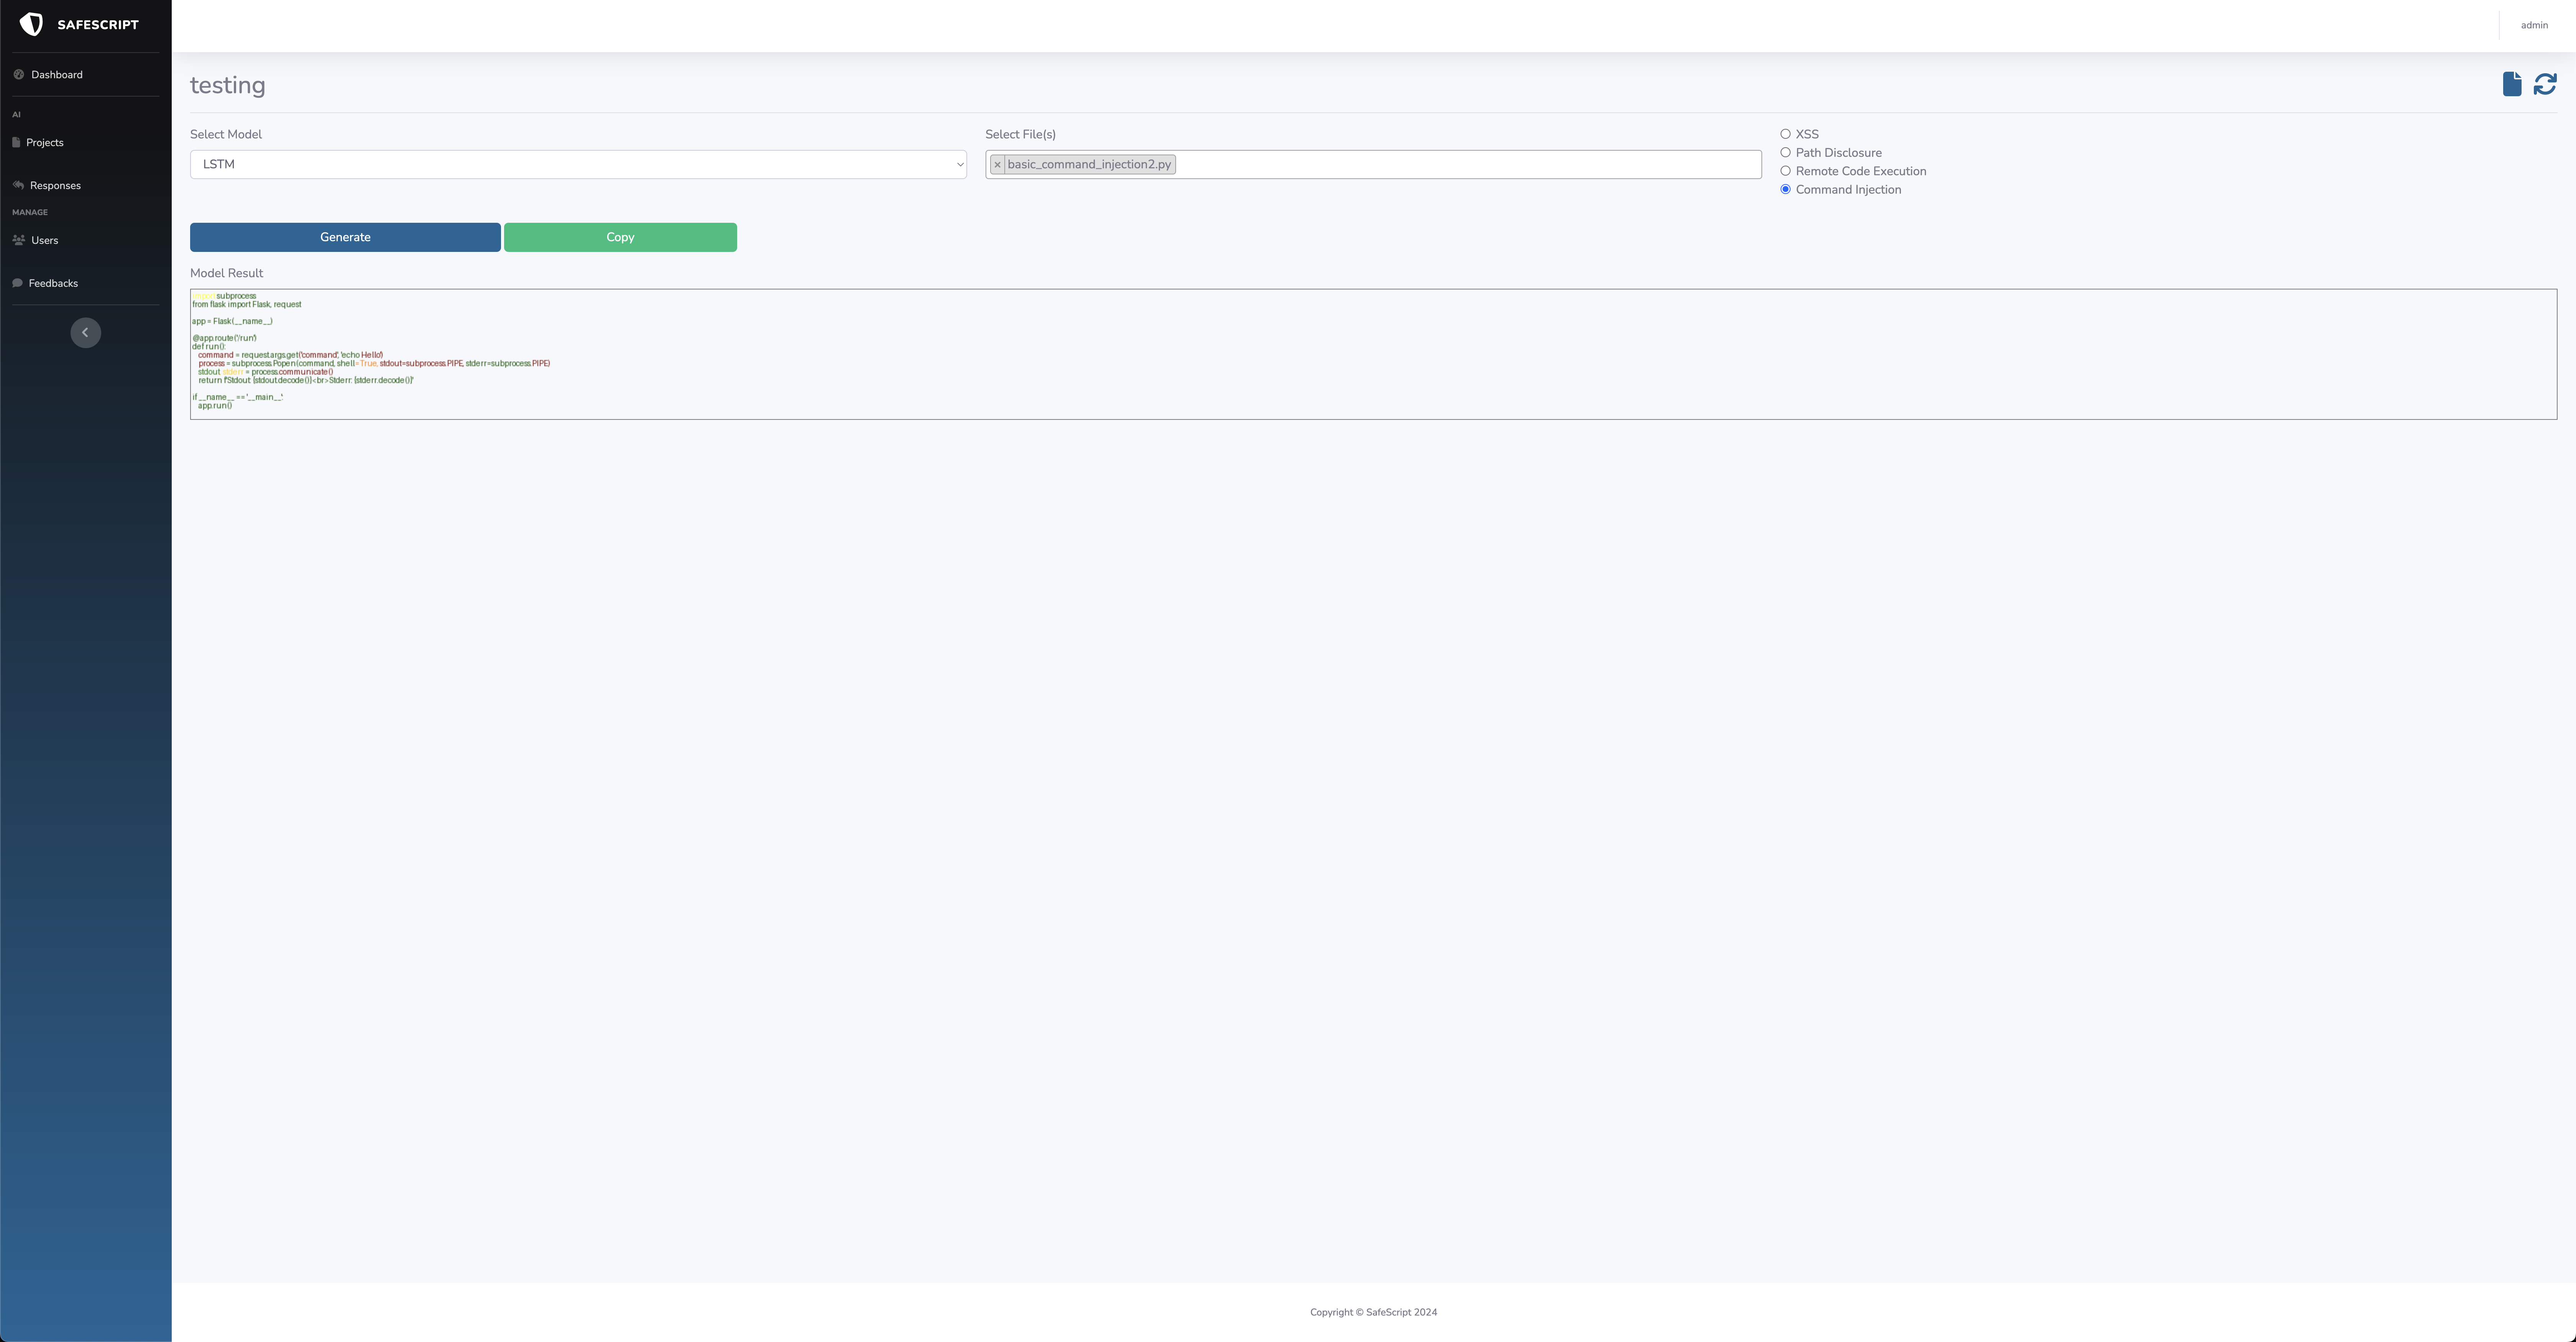 SAFESCRIPT
admin
Dashboard
AI
Projects
Responses
MANAGE
Users
Feedbacks
testing
Select Model
LSTM
Select File(s)
× basic_command_injection2.py
XSS
Path Disclosure
Remote Code Execution
Command Injection
Generate
Copy
Model Result
import subprocess
from flask import Flask, request
app = Flask(__name__)
@app.route('/run')
def run():
command = request.args.get('command', 'echo Hello')
process = subprocess.Popen(command, shell=True, stdout=subprocess.PIPE, stderr=subprocess.PIPE)
stdout, stderr = process.communicate()
return f'Stdout: {stdout.decode()}<br>Stderr: {stderr.decode()}'
if __name__ == '__main__':
app.run()
Copyright © SafeScript 2024